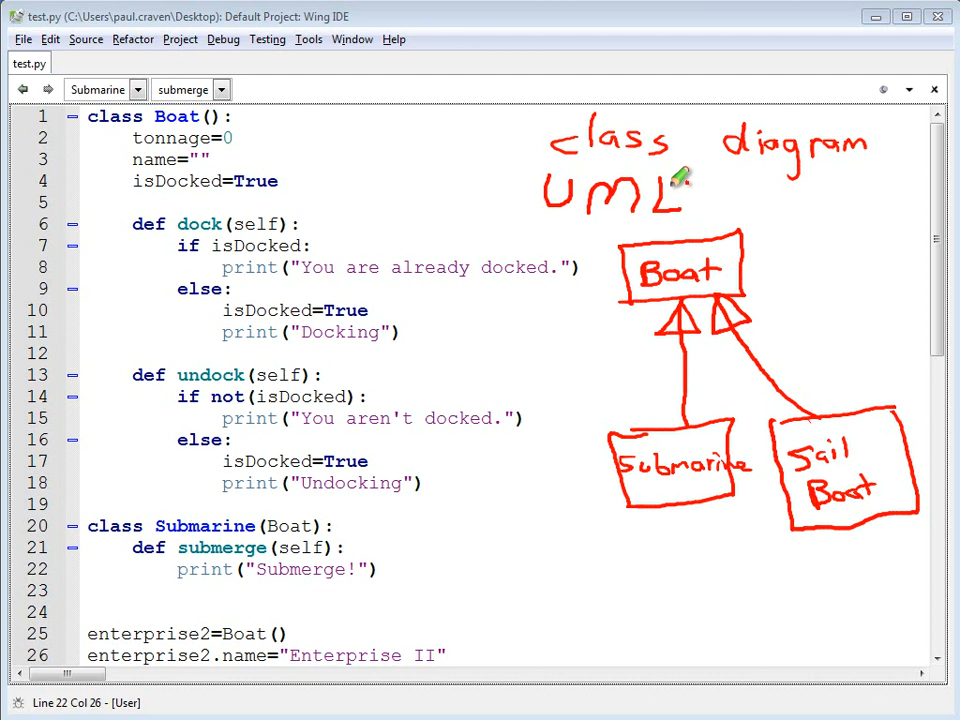 test.py (C:\Users\paul.craven\Desktop): Default Project: Wing IDE
File Edit Source Refactor Project Debug Testing Tools Window Help
test.py
Submarine submerge
1 class Boat():
2 tonnage=0
3 name=""
4 isDocked=True
5
6 def dock(self):
7 if isDocked:
8 print("You are already docked.")
9 else:
10 isDocked=True
11 print("Docking")
12
13 def undock(self):
14 if not(isDocked):
15 print("You aren't docked.")
16 else:
17 isDocked=True
18 print("Undocking")
19
20 class Submarine(Boat):
21 def submerge(self):
22 print("Submerge!")
23
24
25 enterprise2=Boat()
26 enterprise2.name="Enterprise II"
class diagram
UML
Boat
Submarine
Sail
Boat
Line 22 Col 26 - [User]